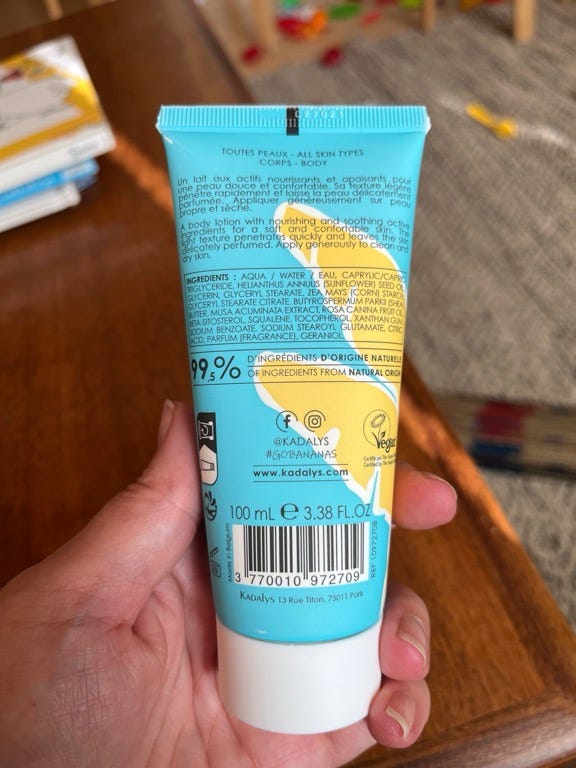 CZ7021
TOUTES PEAUX - ALL SKIN TYPES
CORPS - BODY
Un lait aux actifs nourrissants et apaisants pour
une peau douce et confortable. Sa texture légère
pénètre rapidement et laisse la peau délicatement
parfumée. Appliquer généreusement sur peau
propre et sèche.
A body lotion with nourishing and soothing active
ingredients for a soft and confortable skin. The
light texture penetrates quickly and leaves the skin
delicately perfumed. Apply generously to clean and
dry skin.
INGREDIENTS : AQUA / WATER / EAU, CAPRYLIC/CAPRIC
TRIGLYCERIDE, HELIANTHUS ANNUUS (SUNFLOWER) SEED OIL,
GLYCERIN, GLYCERYL STEARATE, ZEA MAYS (CORN) STARCH,
GLYCERYL STEARATE CITRATE, BUTYROSPERMUM PARKII (SHEA)
BUTTER, MUSA ACUMINATA EXTRACT, ROSA CANINA FRUIT OIL,
BETA-SITOSTEROL, SQUALENE, TOCOPHEROL, XANTHAN GUM,
SODIUM BENZOATE, SODIUM STEAROYL GLUTAMATE, CITRIC
ACID, PARFUM (FRAGRANCE), GERANIOL.
99,5% D'INGRÉDIENTS D'ORIGINE NATURELLE
OF INGREDIENTS FROM NATURAL ORIGIN
@KADALYS
#GOBANANAS
www.kadalys.com
Vegan
100 mL e 3.38 FL.OZ
Made in Belgium
3 770010 972709
REF 10972708
KADALYS 13 Rue Titon, 75011 Paris